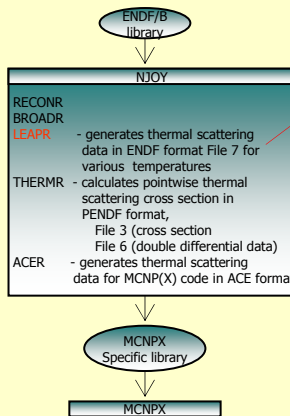 ENDF/B
library
NJOY
RECONR
BROADR
LEAPR - generates thermal scattering
data in ENDF format File 7 for
various temperatures
THERMR - calculates pointwise thermal
scattering cross section in
PENDF format,
File 3 (cross section
File 6 (double differential data)
ACER - generates thermal scattering
data for MCNP(X) code in ACE forma
MCNPX
Specific library
MCNPX